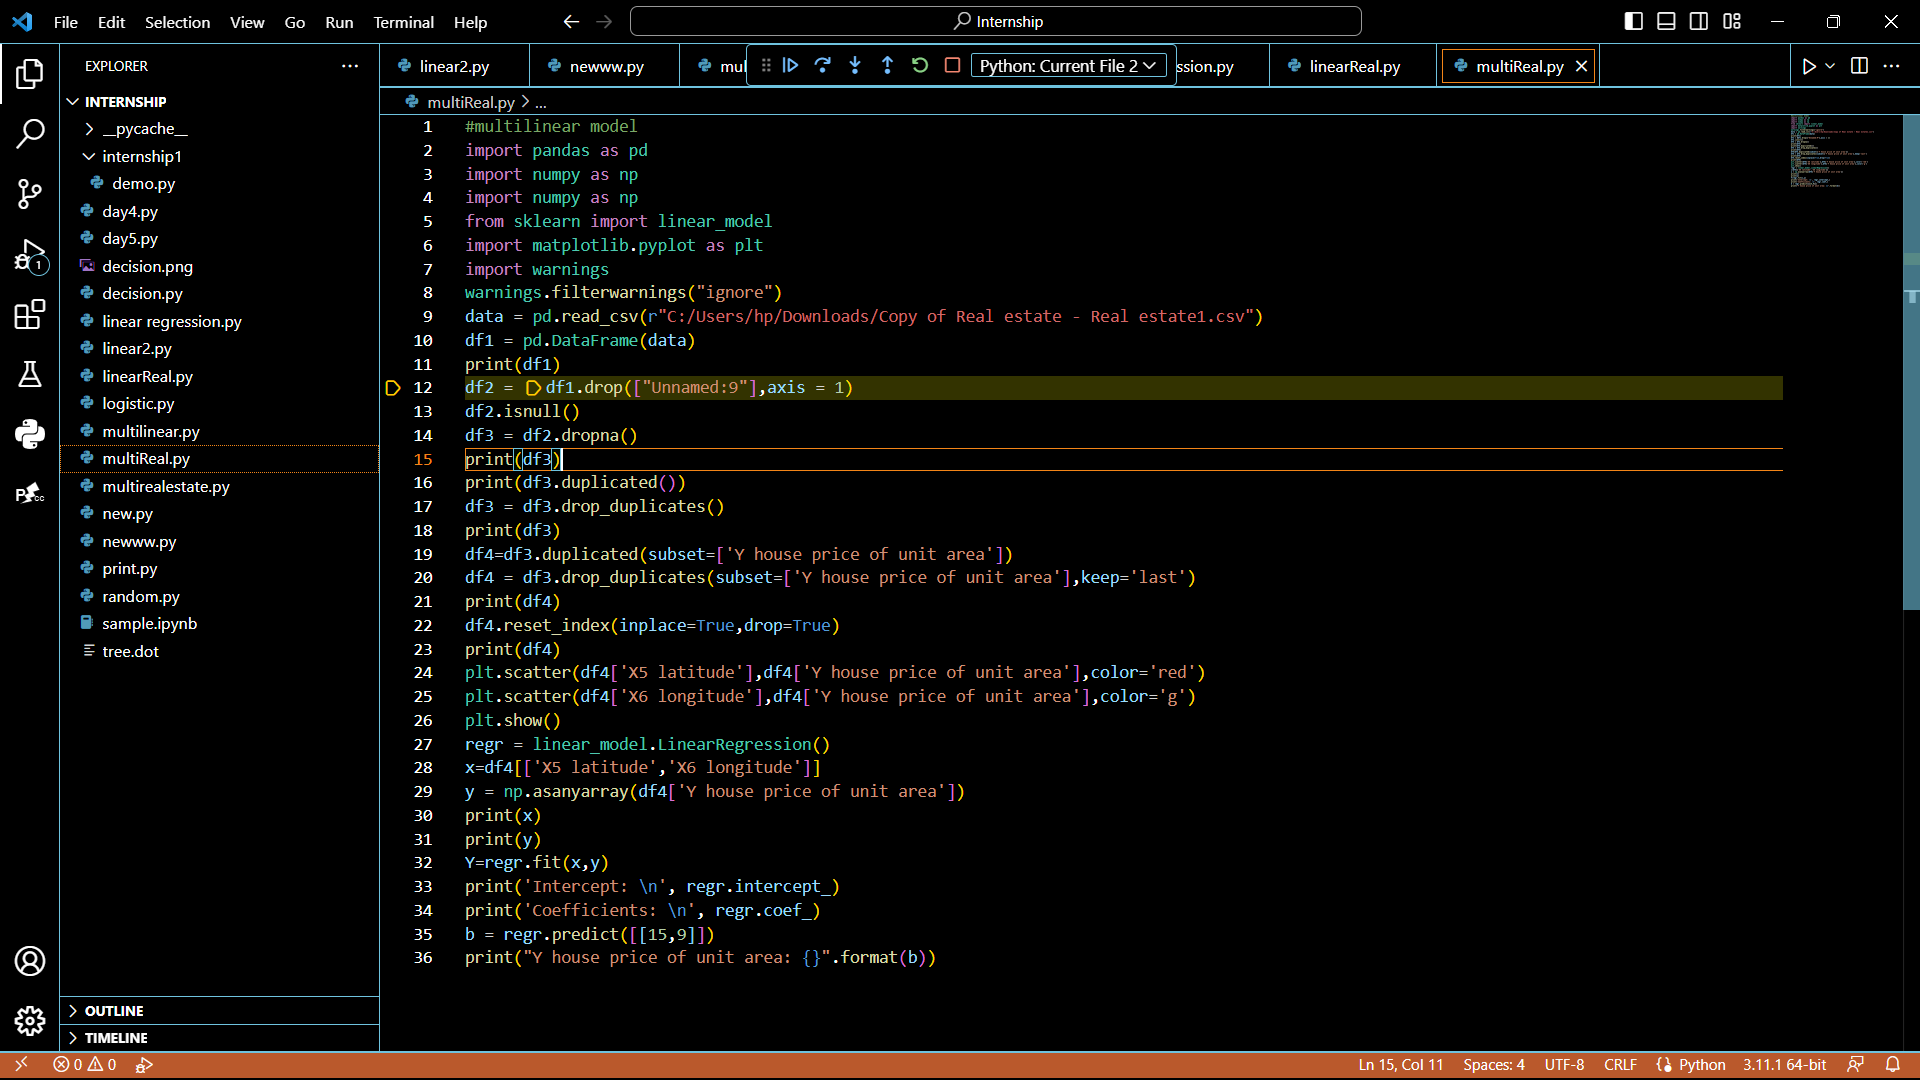 File Edit Selection View Go Run Terminal Help
Internship
EXPLORER
INTERNSHIP
__pycache__
internship1
demo.py
day4.py
day5.py
decision.png
decision.py
linear regression.py
linear2.py
linearReal.py
logistic.py
multilinear.py
multiReal.py
multirealestate.py
new.py
newww.py
print.py
random.py
sample.ipynb
tree.dot
OUTLINE
TIMELINE
1
linear2.py newww.py mul Python: Current File 2 ssion.py linearReal.py multiReal.py
multiReal.py > ...
1 #multilinear model
2 import pandas as pd
3 import numpy as np
4 import numpy as np
5 from sklearn import linear_model
6 import matplotlib.pyplot as plt
7 import warnings
8 warnings.filterwarnings("ignore")
9 data = pd.read_csv(r"C:/Users/hp/Downloads/Copy of Real estate - Real estate1.csv")
10 df1 = pd.DataFrame(data)
11 print(df1)
12 df2 = df1.drop(["Unnamed:9"],axis = 1)
13 df2.isnull()
14 df3 = df2.dropna()
15 print(df3)
16 print(df3.duplicated())
17 df3 = df3.drop_duplicates()
18 print(df3)
19 df4=df3.duplicated(subset=['Y house price of unit area'])
20 df4 = df3.drop_duplicates(subset=['Y house price of unit area'],keep='last')
21 print(df4)
22 df4.reset_index(inplace=True,drop=True)
23 print(df4)
24 plt.scatter(df4['X5 latitude'],df4['Y house price of unit area'],color='red')
25 plt.scatter(df4['X6 longitude'],df4['Y house price of unit area'],color='g')
26 plt.show()
27 regr = linear_model.LinearRegression()
28 x=df4[['X5 latitude','X6 longitude']]
29 y = np.asanyarray(df4['Y house price of unit area'])
30 print(x)
31 print(y)
32 Y=regr.fit(x,y)
33 print('Intercept: \n', regr.intercept_)
34 print('Coefficients: \n', regr.coef_)
35 b = regr.predict([[15,9]])
36 print("Y house price of unit area: {}".format(b))
0 0 Ln 15, Col 11 Spaces: 4 UTF-8 CRLF Python 3.11.1 64-bit